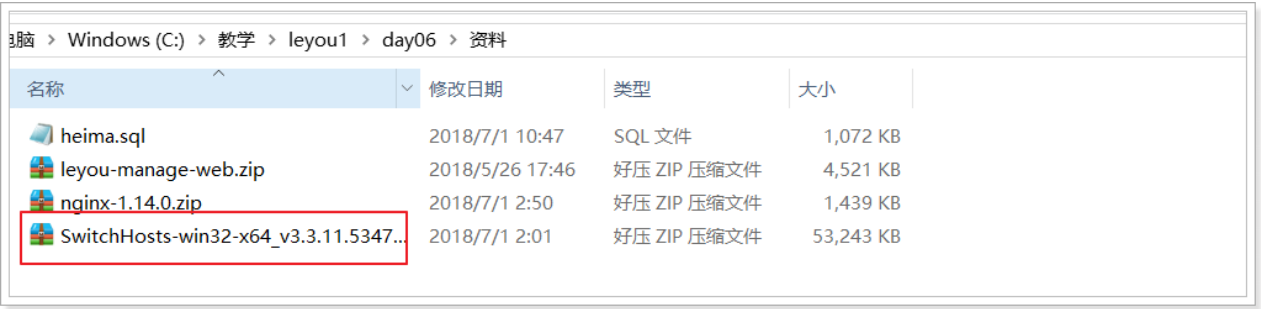 电脑 > Windows (C:) > 教学 > leyou1 > day06 > 资料
名称 修改日期 类型 大小
heima.sql 2018/7/1 10:47 SQL 文件 1,072 KB
leyou-manage-web.zip 2018/5/26 17:46 好压 ZIP 压缩文件 4,521 KB
nginx-1.14.0.zip 2018/7/1 2:50 好压 ZIP 压缩文件 1,439 KB
SwitchHosts-win32-x64_v3.3.11.5347... 2018/7/1 2:01 好压 ZIP 压缩文件 53,243 KB